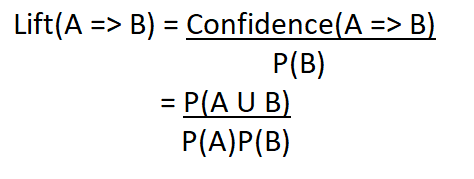 Lift(A => B) = Confidence(A => B)
P(B)
= P(A U B)
P(A)P(B)